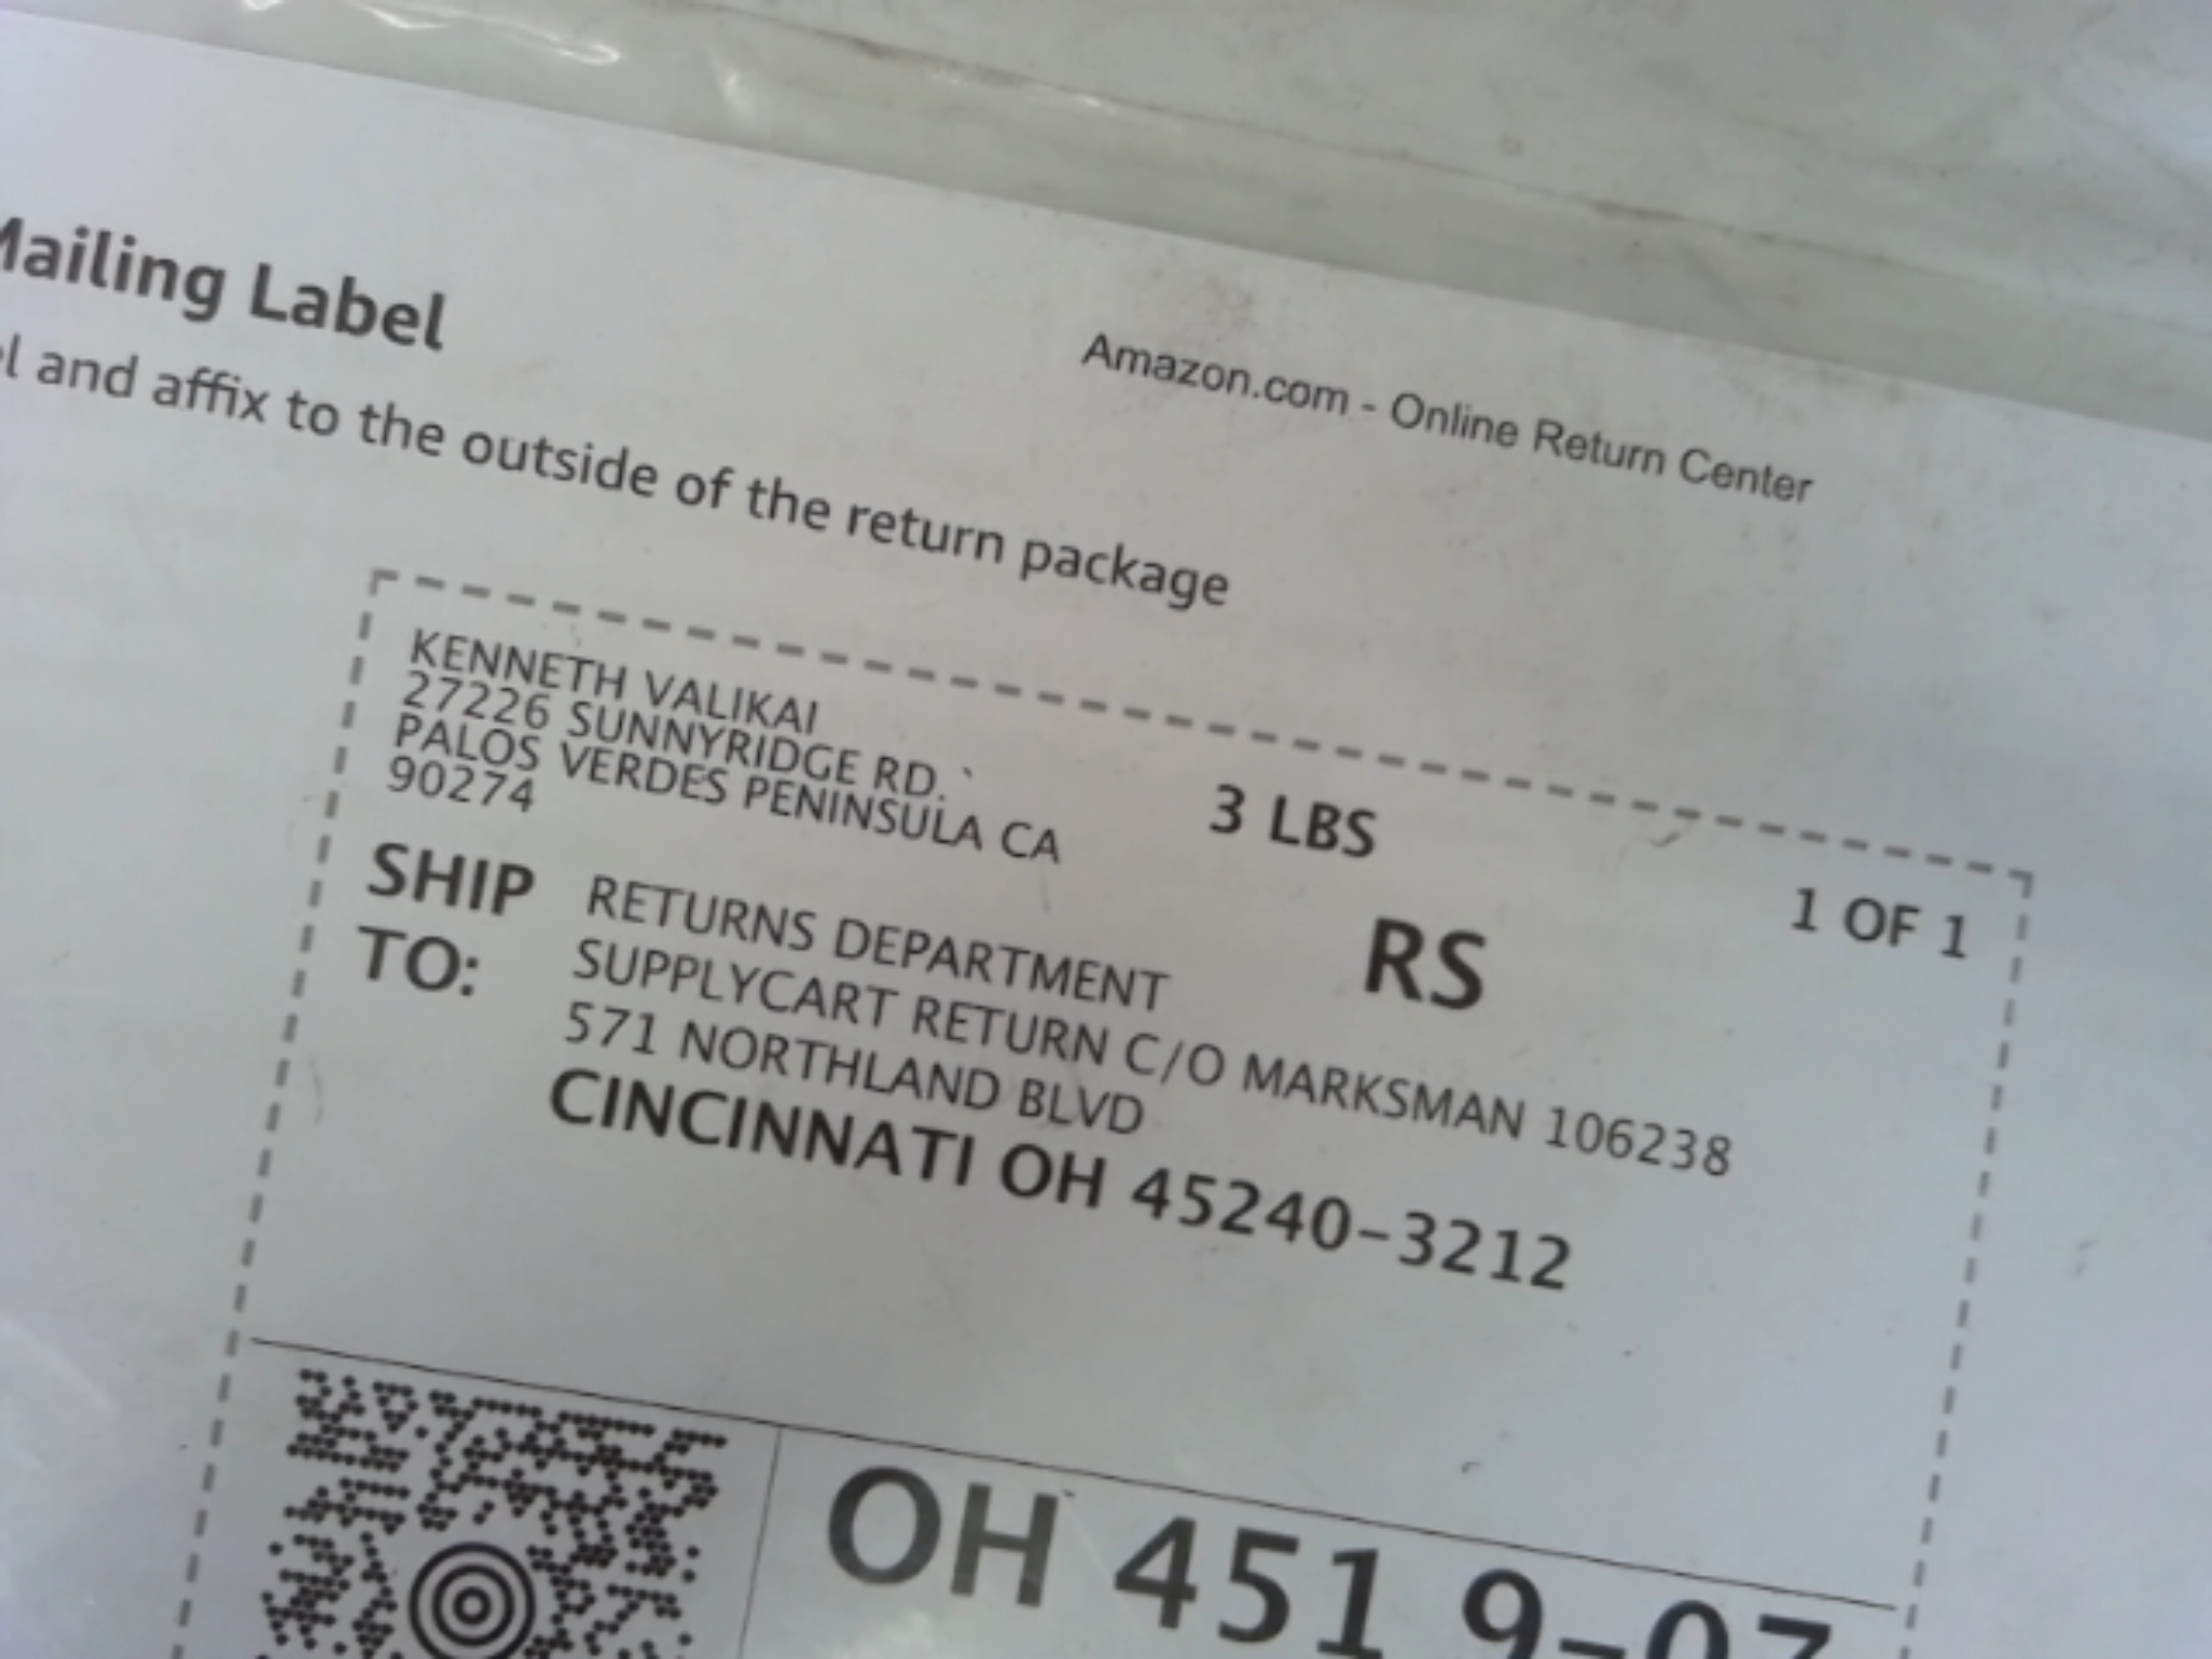 Mailing Label
Amazon.com - Online Return Center
and affix to the outside of the return package
KENNETH VALIKAI
27226 SUNNYRIDGE RD. `
PALOS VERDES PENINSULA CA
90274
3 LBS
1 OF 1
SHIP TO:
RS
RETURNS DEPARTMENT
SUPPLYCART RETURN C/O MARKSMAN 106238
571 NORTHLAND BLVD
CINCINNATI OH 45240-3212
OH 451 9-07